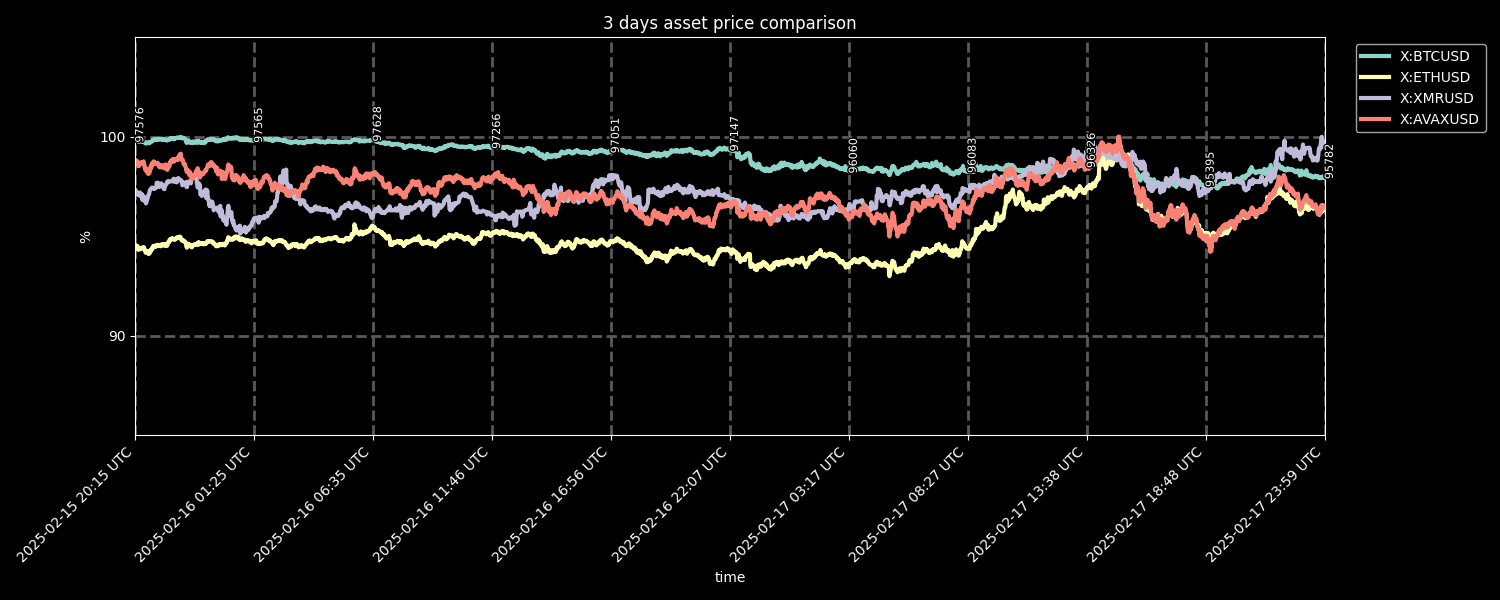 3 days asset price comparison
X:BTCUSD
X:ETHUSD
X:XMRUSD
X:AVAXUSD
%
100
90
97576
97565
97628
97266
97051
97147
96060
96083
96326
95395
95782
2025-02-15 20:15 UTC
2025-02-16 01:25 UTC
2025-02-16 06:35 UTC
2025-02-16 11:46 UTC
2025-02-16 16:56 UTC
2025-02-16 22:07 UTC
2025-02-17 03:17 UTC
2025-02-17 08:27 UTC
2025-02-17 13:38 UTC
2025-02-17 18:48 UTC
2025-02-17 23:59 UTC
time